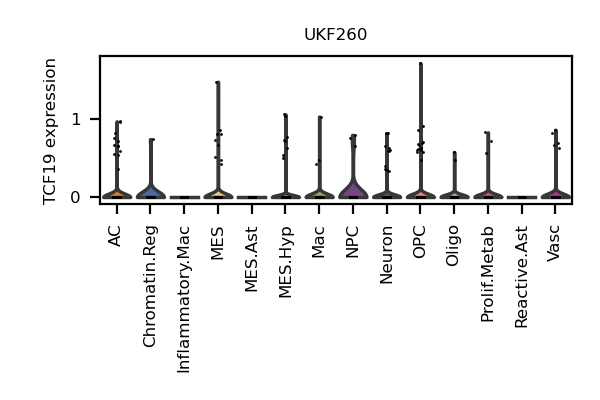 UKF260
TCF19 expression
1
0
AC
Chromatin.Reg
Inflammatory.Mac
MES
MES.Ast
MES.Hyp
Mac
NPC
Neuron
OPC
Oligo
Prolif.Metab
Reactive.Ast
Vasc